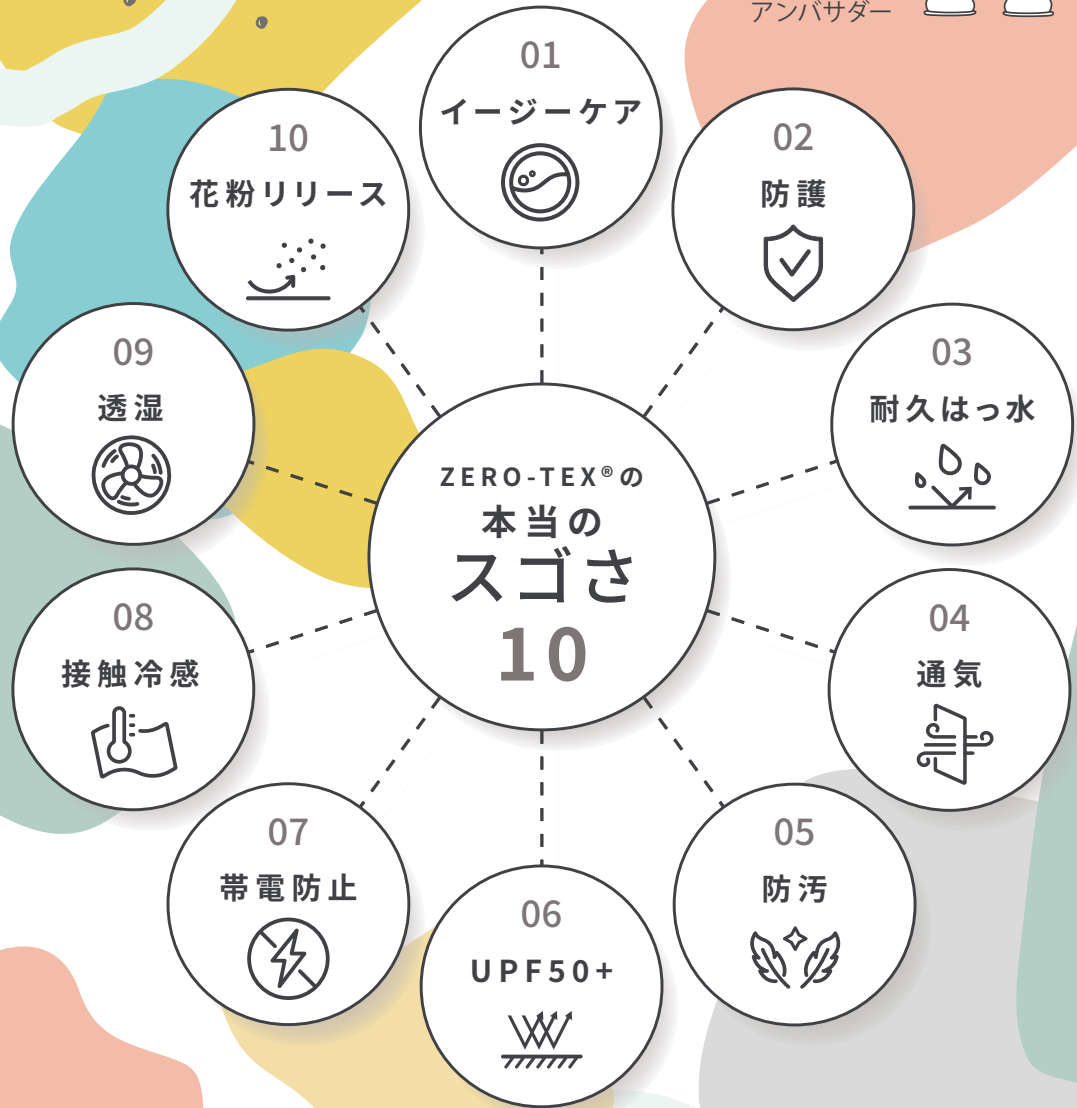 アンバサダー
01
イージーケア
02
防護
03
耐久はっ水
04
通気
05
防汚
06
UPF50+
07
帯電防止
08
接触冷感
09
透湿
10
花粉リリース
ZERO-TEX®の
本当の
スゴさ
10